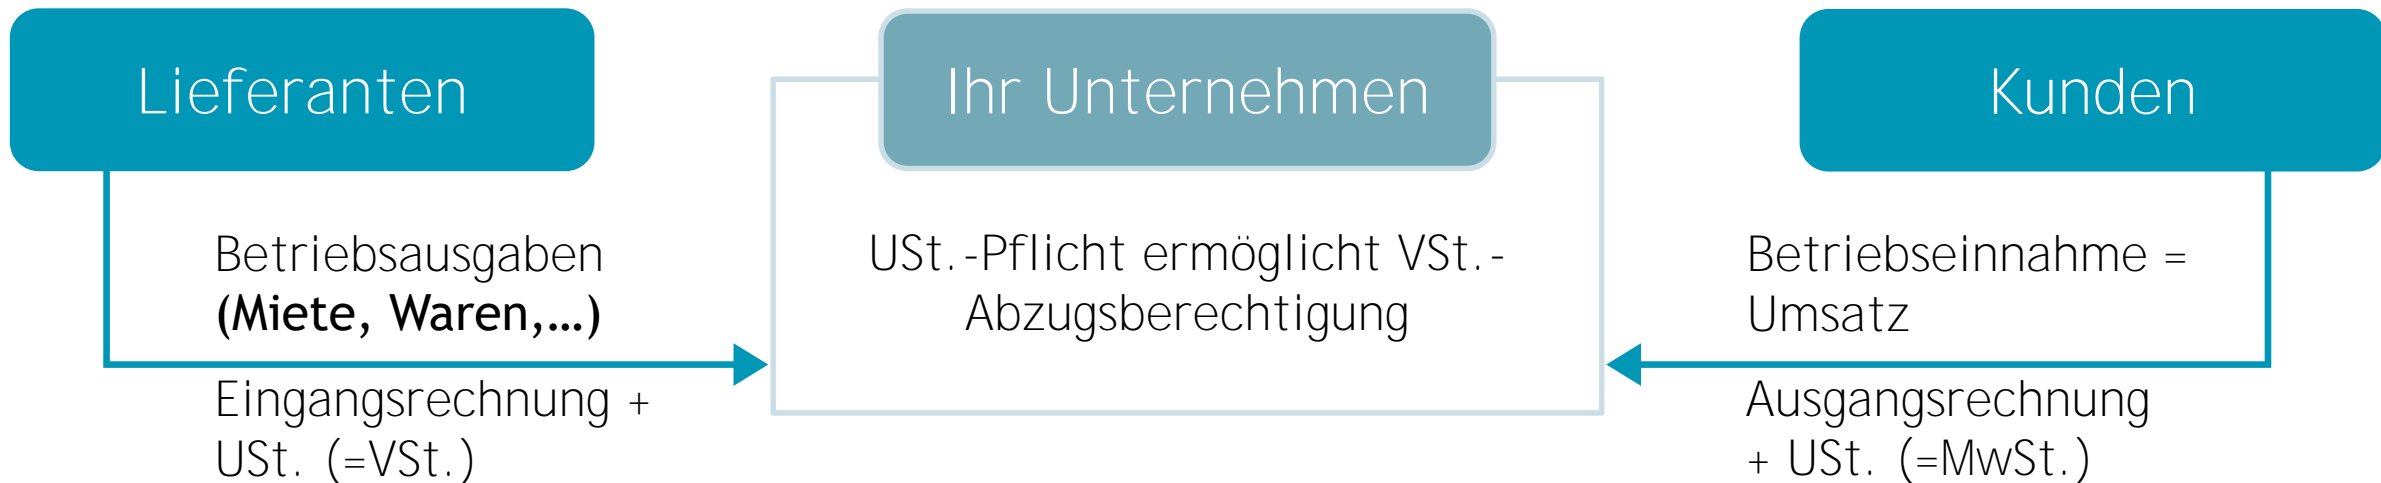 Lieferanten
Ihr Unternehmen
Kunden
Betriebsausgaben
(Miete, Waren,…)
Eingangsrechnung +
USt. (=VSt.)
USt.-Pflicht ermöglicht VSt.-
Abzugsberechtigung
Betriebseinnahme =
Umsatz
Ausgangsrechnung
+ USt. (=MwSt.)